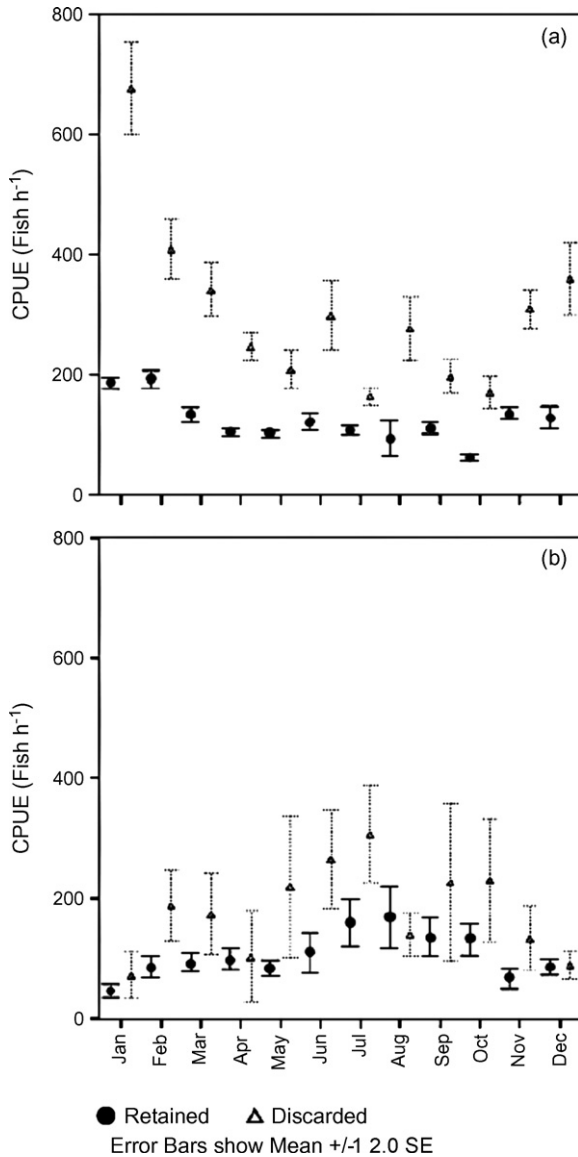 800
(a)
600
CPUE (Fish h-1)
400
200
0
800
(b)
600
CPUE (Fish h-1)
400
200
0
Jan
Feb
Mar
Apr
May
Jun
Jul
Aug
Sep
Oct
Nov
Dec
Retained Discarded
Error Bars show Mean +/-1 2.0 SE